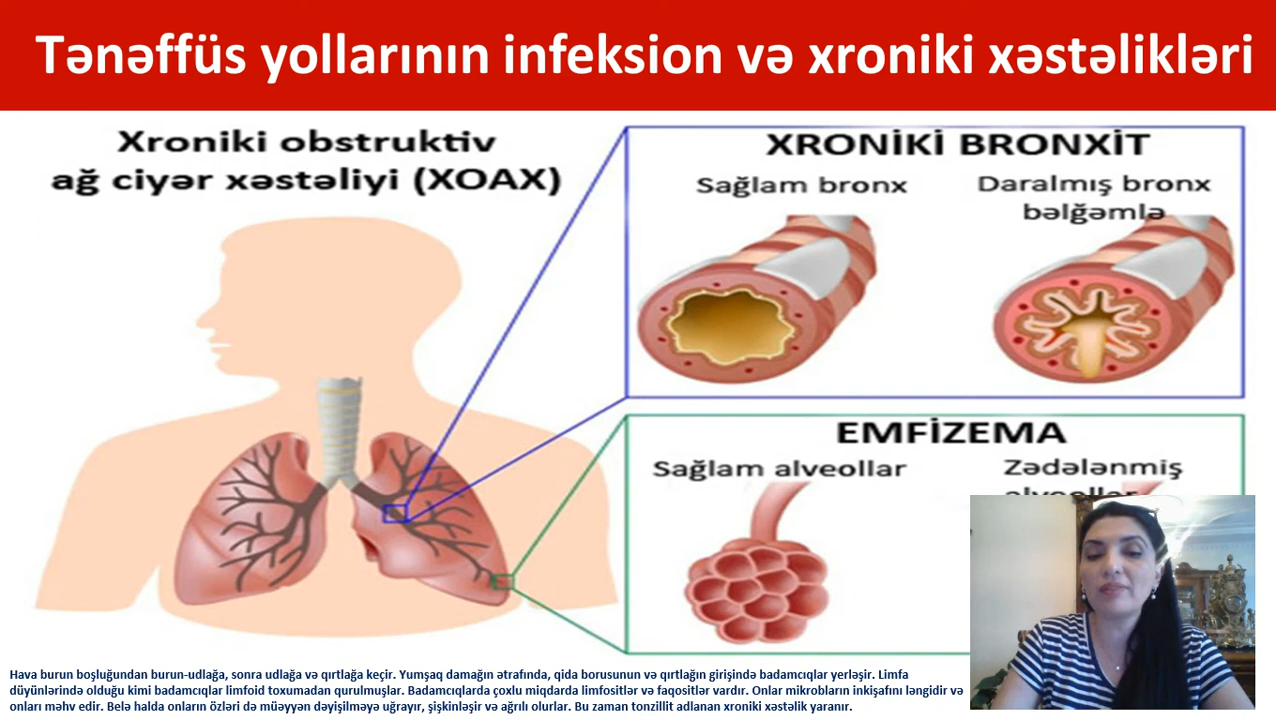 Tənəffüs yollarının infeksion və xroniki xəstəlikləri
Xroniki obstruktiv
ağ ciyər xəstəliyi (XOAX)
XRONİKİ BRONXİT
Sağlam bronx
Daralmış bronx
bəlğəmlə
EMFİZEMA
Sağlam alveollar
Zədələnmiş
alveollar
Hava burun boşluğundan burun-udlağa, sonra udlağa və qırtlağa keçir. Yumşaq damağın ətrafında, qida borusunun və qırtlağın girişində badamcıqlar yerləşir. Limfa
düyünlərində olduğu kimi badamcıqlar limfoid toxumadan qurulmuşlar. Badamcıqlarda çoxlu miqdarda limfositlər və faqositlər vardır. Onlar mikrobların inkişafını ləngidir və
onları məhv edir. Belə halda onların özləri də müəyyən dəyişilməyə uğrayır, şişkinləşir və ağrılı olurlar. Bu zaman tonzillit adlanan xroniki xəstəlik yaranır.